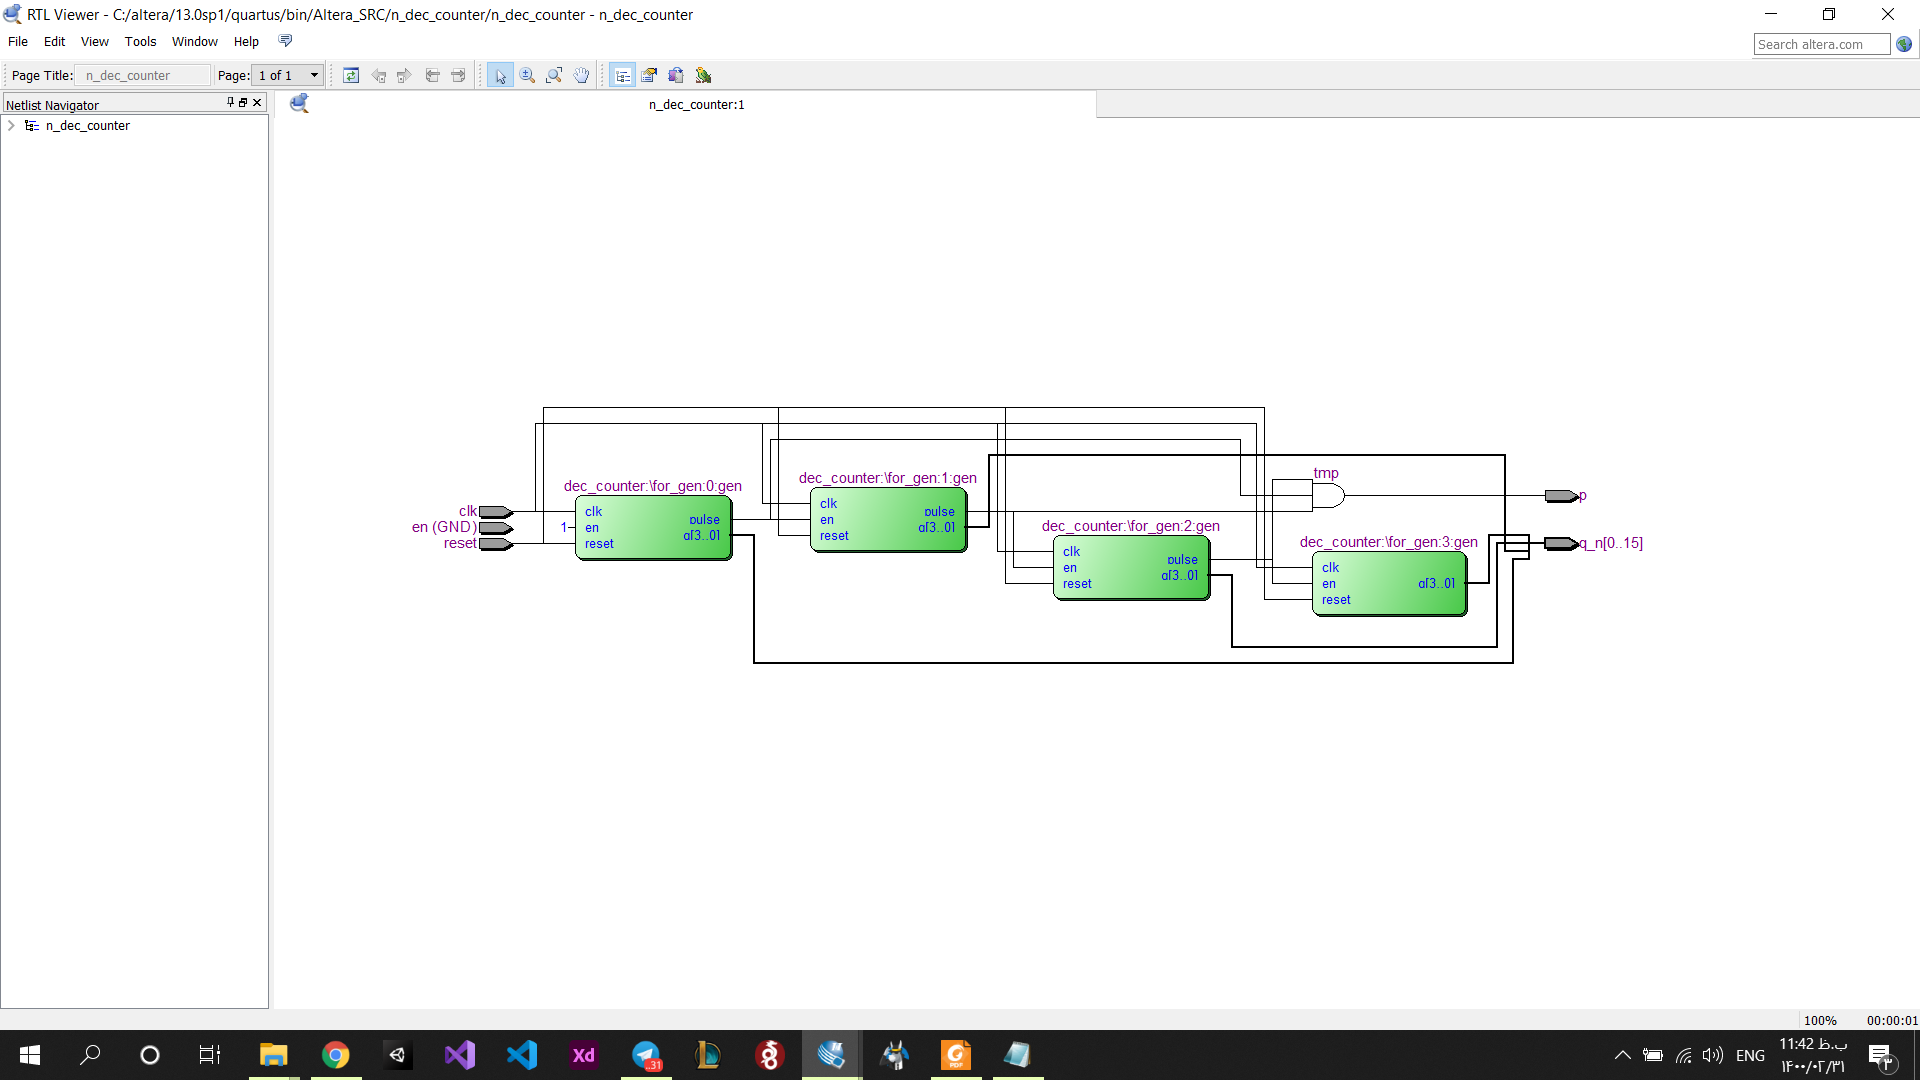 RTL Viewer - C:/altera/13.0sp1/quartus/bin/Altera_SRC/n_dec_counter/n_dec_counter - n_dec_counter
File Edit View Tools Window Help
Search altera.com
Page Title: n_dec_counter Page: 1 of 1
Netlist Navigator
n_dec_counter
n_dec_counter:1
tmp
dec_counter:\for_gen:0:gen
dec_counter:\for_gen:1:gen
dec_counter:\for_gen:2:gen
dec_counter:\for_gen:3:gen
clk
en (GND)
reset
1
clk
en
reset
pulse
q[3..0]
clk
en
reset
pulse
q[3..0]
clk
en
reset
pulse
q[3..0]
clk
en
reset
q[3..0]
p
q_n[0..15]
100% 00:00:01
Xd
..31
PDF
ENG
11:42 ب.ظ
۱۴۰۰/۰۲/۳۱
۳